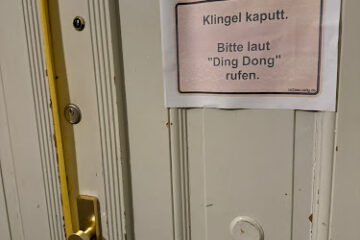 Klingel kaputt.
Bitte laut
"Ding Dong"
rufen.